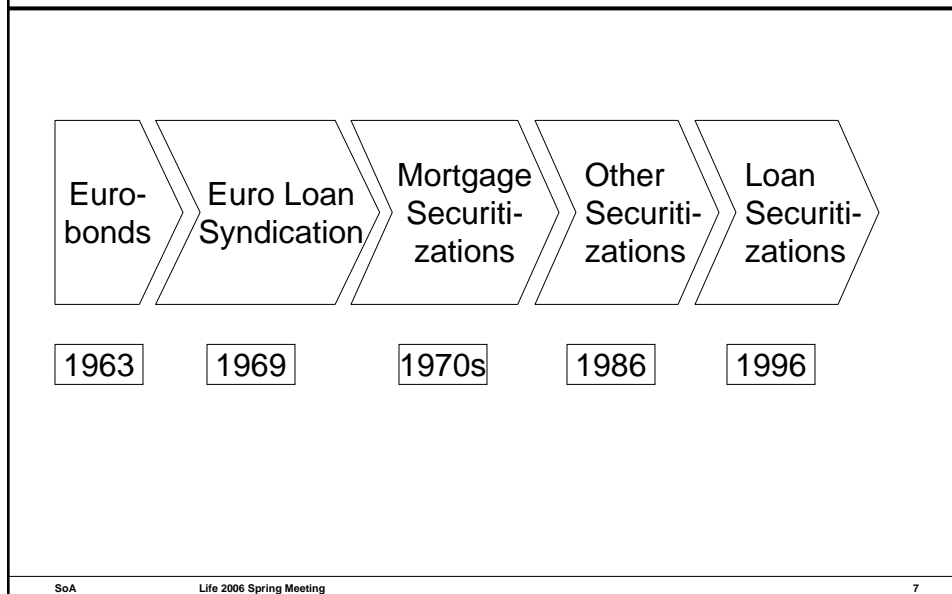 Euro-
bonds
Euro Loan
Syndication
Mortgage
Securiti-
zations
Other
Securiti-
zations
Loan
Securiti-
zations
1963
1969
1970s
1986
1996
SoA Life 2006 Spring Meeting 7